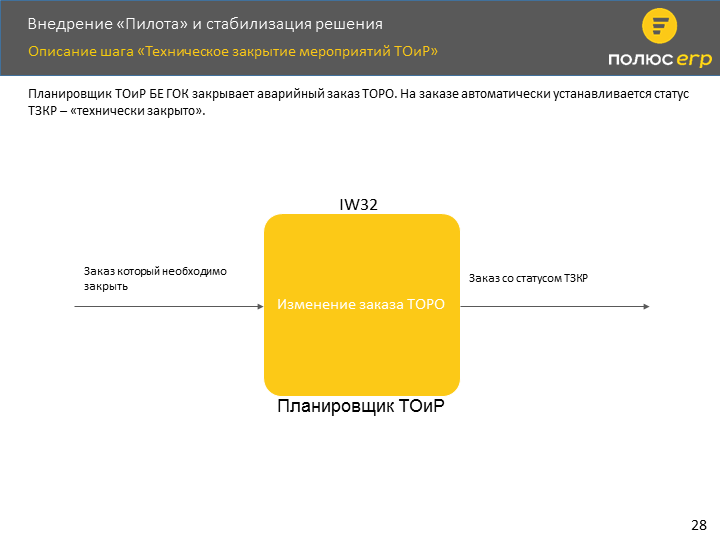 Внедрение «Пилота» и стабилизация решения
Описание шага «Техническое закрытие мероприятий ТОиР»
ПОЛЮС erp
Планировщик ТОиР БЕ ГОК закрывает аварийный заказ ТОРО. На заказе автоматически устанавливается статус
ТЗКР – «технически закрыто».
IW32
Заказ который необходимо
закрыть
Заказ со статусом ТЗКР
Изменение заказа ТОРО
Планировщик ТОиР
28